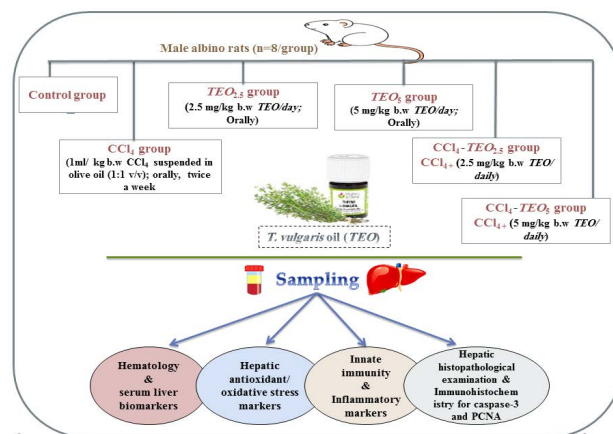 Male albino rats (n=8/group)
Control group
CCl₄ group
(1ml/ kg b.w CCl₄ suspended in
olive oil (1:1 v/v); orally, twice
a week
TEO₂.₅ group
(2.5 mg/kg b.w TEO/day;
Orally)
TEO₅ group
(5 mg/kg b.w TEO/day;
Orally)
CCl₄-TEO₂.₅ group
CCl₄₊ (2.5 mg/kg b.w TEO/
daily)
CCl₄-TEO₅ group
CCl₄₊ (5 mg/kg b.w TEO/
daily)
T. vulgaris oil (TEO)
Sampling
Hematology
&
serum liver
biomarkers
Hepatic
antioxidant/
oxidative stress
markers
Innate
immunity
&
Inflammatory
markers
Hepatic
histopathological
examination &
Immunohistochem
istry for caspase-3
and PCNA